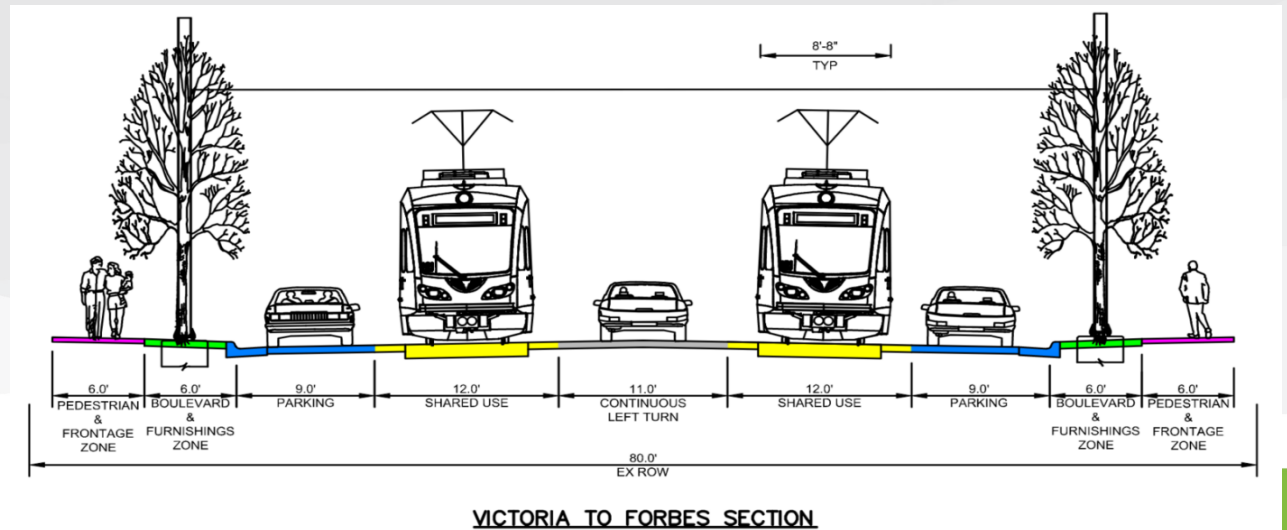 8'-8"
TYP
6.0'
PEDESTRIAN
&
FRONTAGE
ZONE
6.0'
BOULEVARD
&
FURNISHINGS
ZONE
9.0'
PARKING
12.0'
SHARED USE
11.0'
CONTINUOUS
LEFT TURN
12.0'
SHARED USE
9.0'
PARKING
6.0'
BOULEVARD
&
FURNISHINGS
ZONE
6.0'
PEDESTRIAN
&
FRONTAGE
ZONE
80.0'
EX ROW
VICTORIA TO FORBES SECTION